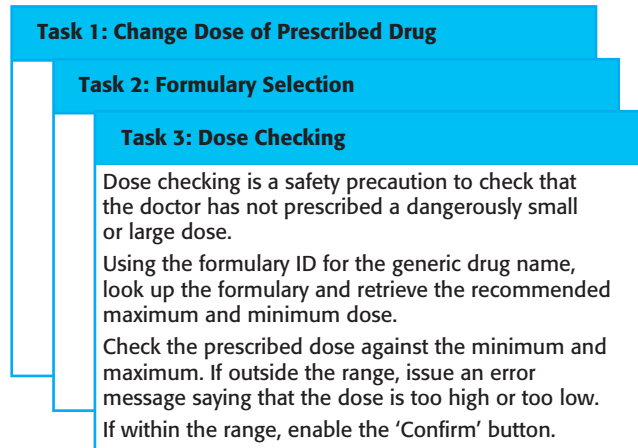 Task 1: Change Dose of Prescribed Drug
Task 2: Formulary Selection
Task 3: Dose Checking
Dose checking is a safety precaution to check that
the doctor has not prescribed a dangerously small
or large dose.
Using the formulary ID for the generic drug name,
look up the formulary and retrieve the recommended
maximum and minimum dose.
Check the prescribed dose against the minimum and
maximum. If outside the range, issue an error
message saying that the dose is too high or too low.
If within the range, enable the ‘Confirm’ button.